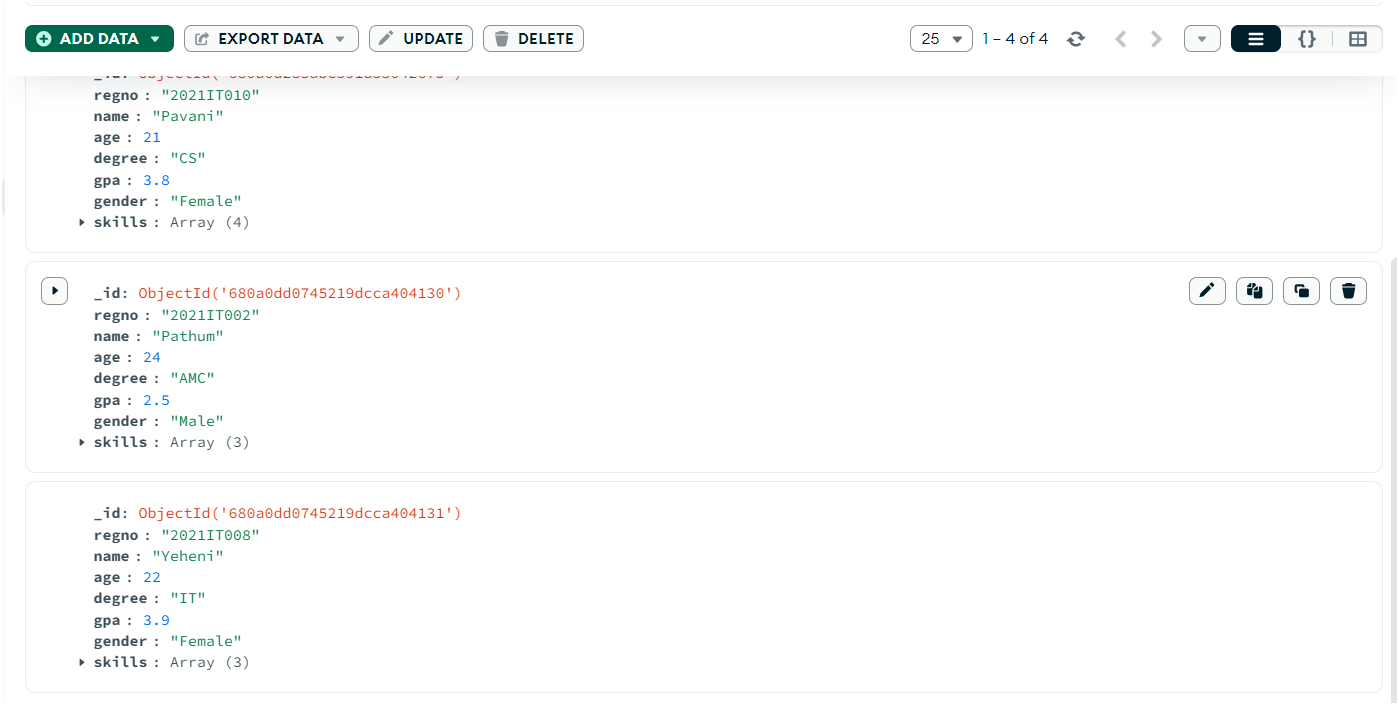 ADD DATA EXPORT DATA UPDATE DELETE 25 1 – 4 of 4 {}
regno : "2021IT010"
name : "Pavani"
age : 21
degree : "CS"
gpa : 3.8
gender : "Female"
skills : Array (4)
_id: ObjectId('680a0dd0745219dcca404130')
regno : "2021IT002"
name : "Pathum"
age : 24
degree : "AMC"
gpa : 2.5
gender : "Male"
skills : Array (3)
_id: ObjectId('680a0dd0745219dcca404131')
regno : "2021IT008"
name : "Yeheni"
age : 22
degree : "IT"
gpa : 3.9
gender : "Female"
skills : Array (3)